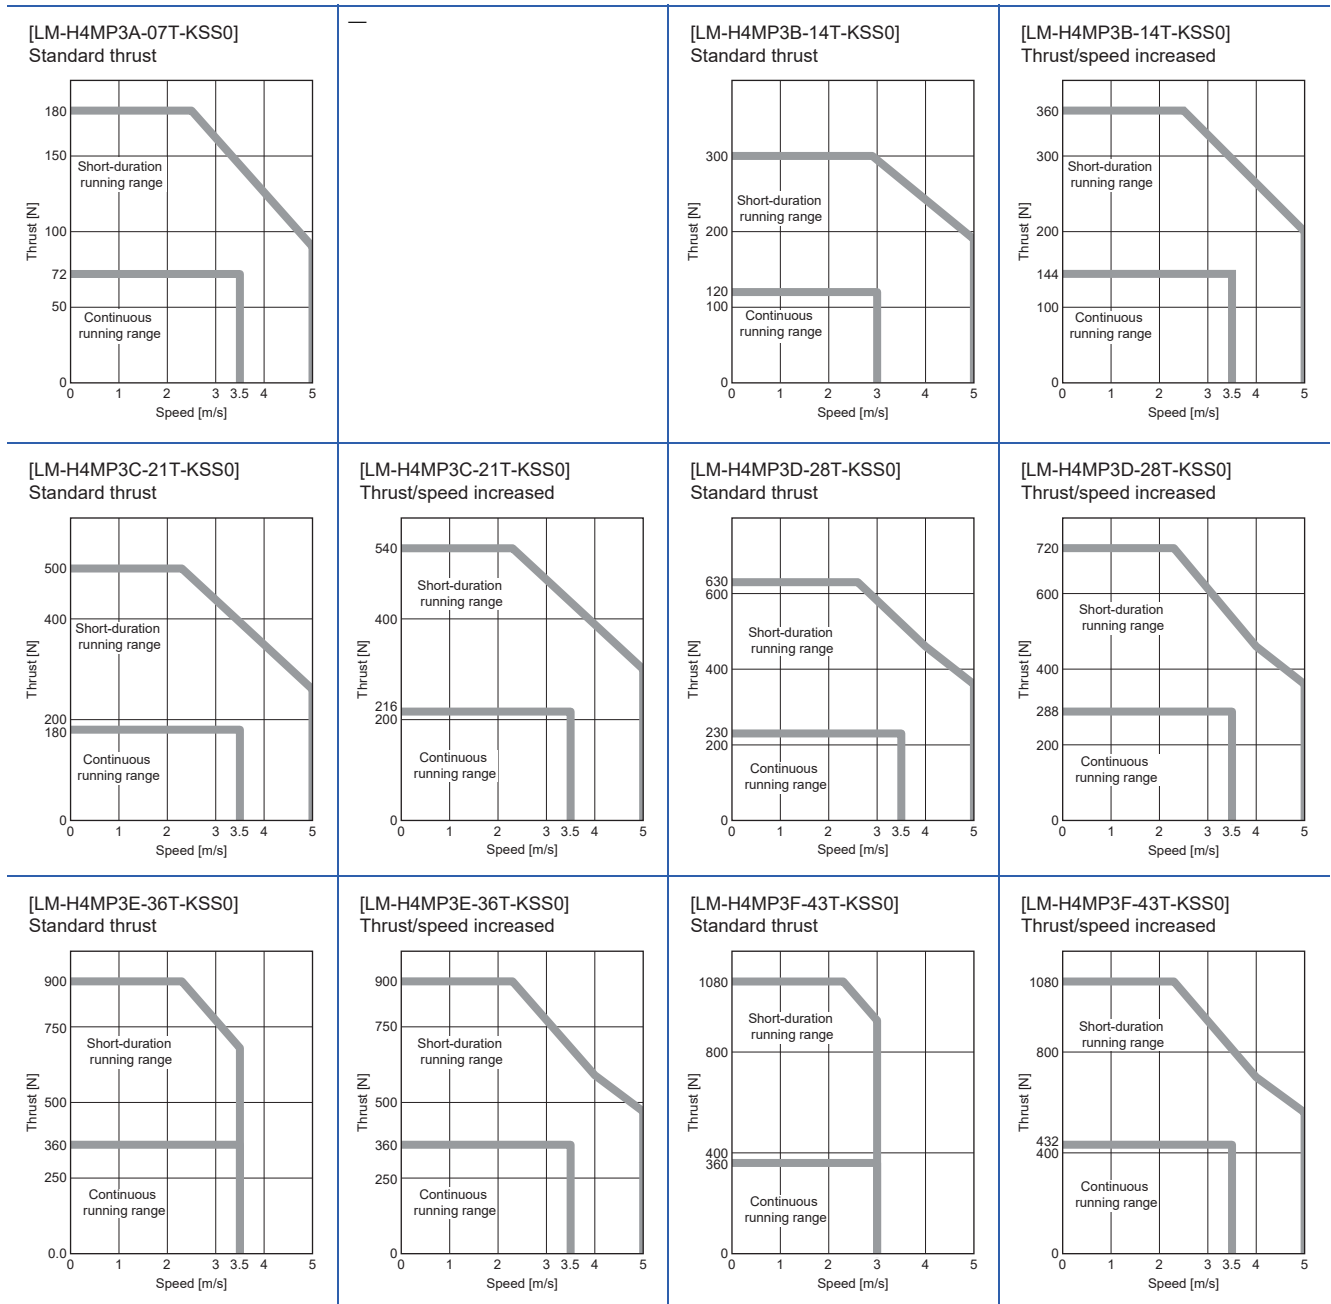 [LM-H4MP3A-07T-KSS0]
Standard thrust
180
150
100
72
50
0
Thrust [N]
Short-duration
running range
Continuous
running range
0 1 2 3 3.5 4 5
Speed [m/s]
—
[LM-H4MP3B-14T-KSS0]
Standard thrust
300
200
120
100
0
Thrust [N]
Short-duration
running range
Continuous
running range
0 1 2 3 4 5
Speed [m/s]
[LM-H4MP3B-14T-KSS0]
Thrust/speed increased
360
300
200
144
100
0
Thrust [N]
Short-duration
running range
Continuous
running range
0 1 2 3 3.5 4 5
Speed [m/s]
[LM-H4MP3C-21T-KSS0]
Standard thrust
500
400
200
180
0
Thrust [N]
Short-duration
running range
Continuous
running range
0 1 2 3 3.5 4 5
Speed [m/s]
[LM-H4MP3C-21T-KSS0]
Thrust/speed increased
540
400
216
200
0
Thrust [N]
Short-duration
running range
Continuous
running range
0 1 2 3 3.5 4 5
Speed [m/s]
[LM-H4MP3D-28T-KSS0]
Standard thrust
630
600
400
230
200
0
Thrust [N]
Short-duration
running range
Continuous
running range
0 1 2 3 3.5 4 5
Speed [m/s]
[LM-H4MP3D-28T-KSS0]
Thrust/speed increased
720
600
400
288
200
0
Thrust [N]
Short-duration
running range
Continuous
running range
0 1 2 3 3.5 4 5
Speed [m/s]
[LM-H4MP3E-36T-KSS0]
Standard thrust
900
750
500
360
250
0.0
Thrust [N]
Short-duration
running range
Continuous
running range
0 1 2 3 3.5 4 5
Speed [m/s]
[LM-H4MP3E-36T-KSS0]
Thrust/speed increased
900
750
500
360
250
0
Thrust [N]
Short-duration
running range
Continuous
running range
0 1 2 3 3.5 4 5
Speed [m/s]
[LM-H4MP3F-43T-KSS0]
Standard thrust
1080
800
400
360
0
Thrust [N]
Short-duration
running range
Continuous
running range
0 1 2 3 4 5
Speed [m/s]
[LM-H4MP3F-43T-KSS0]
Thrust/speed increased
1080
800
432
400
0
Thrust [N]
Short-duration
running range
Continuous
running range
0 1 2 3 3.5 4 5
Speed [m/s]